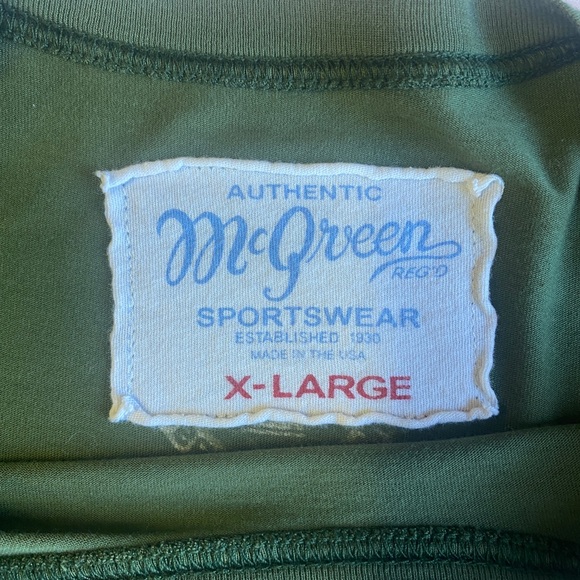 AUTHENTIC
McGreen
REG'D
SPORTSWEAR
ESTABLISHED 1930
MADE IN THE USA
X-LARGE